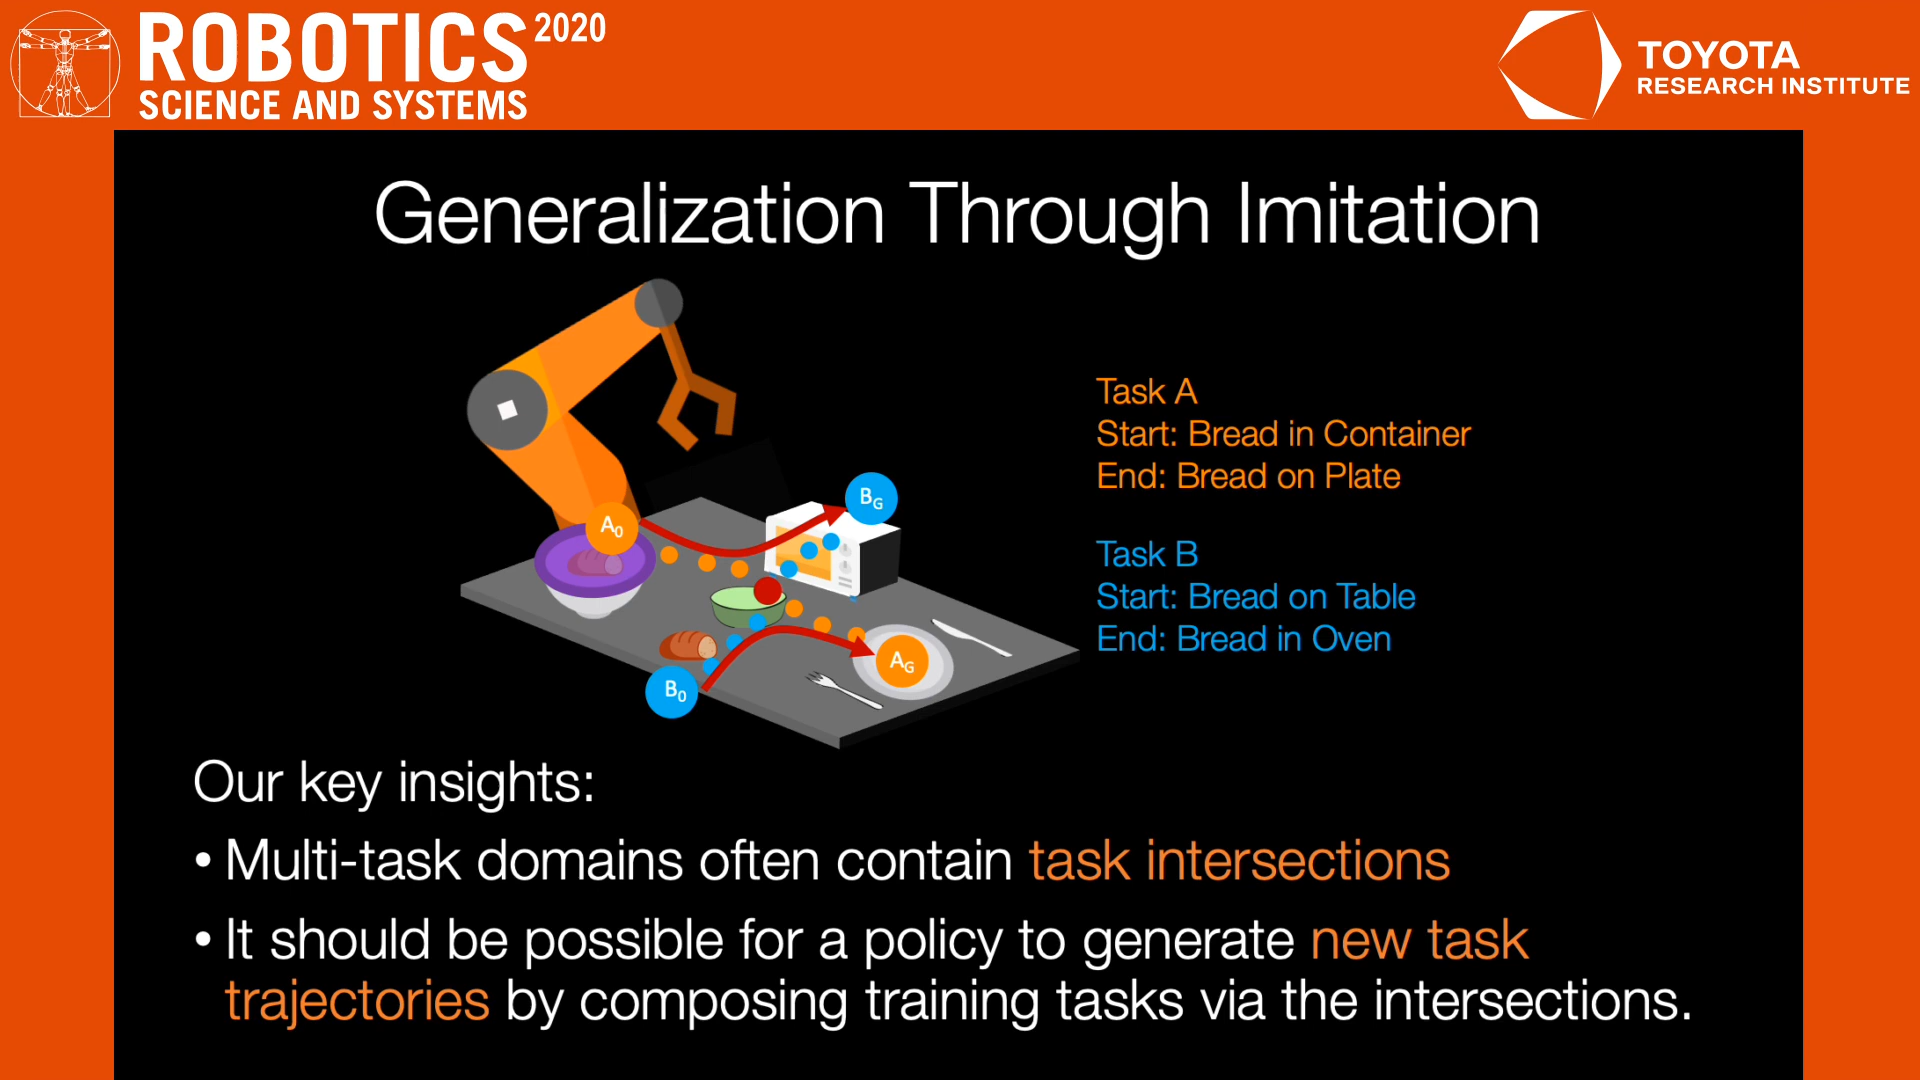 ROBOTICS 2020
SCIENCE AND SYSTEMS
TOYOTA
RESEARCH INSTITUTE
Generalization Through Imitation
Task A
Start: Bread in Container
End: Bread on Plate
Task B
Start: Bread on Table
End: Bread in Oven
A0
BG
AG
B0
Our key insights:
• Multi-task domains often contain task intersections
• It should be possible for a policy to generate new task
trajectories by composing training tasks via the intersections.